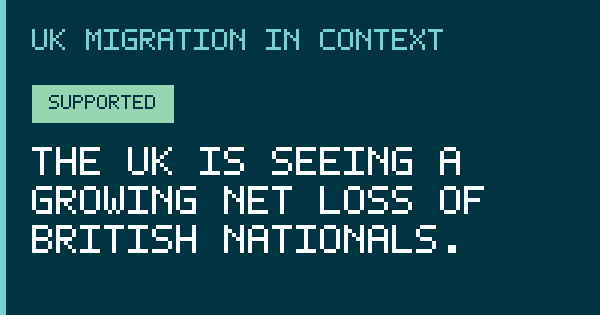 UK MIGRATION IN CONTEXT
SUPPORTED
THE UK IS SEEING A
GROWING NET LOSS OF
BRITISH NATIONALS.